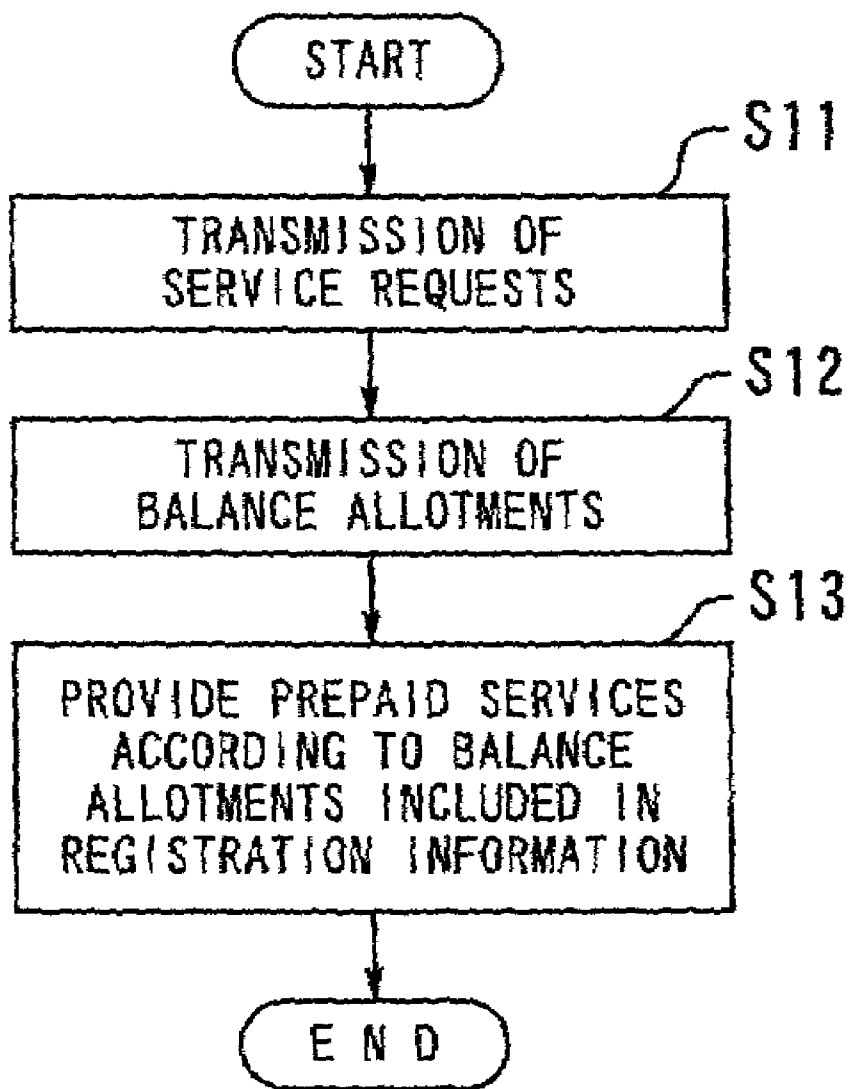 START
S11
TRANSMISSION OF
SERVICE REQUESTS
S12
TRANSMISSION OF
BALANCE ALLOTMENTS
S13
PROVIDE PREPAID SERVICES
ACCORDING TO BALANCE
ALLOTMENTS INCLUDED IN
REGISTRATION INFORMATION
END